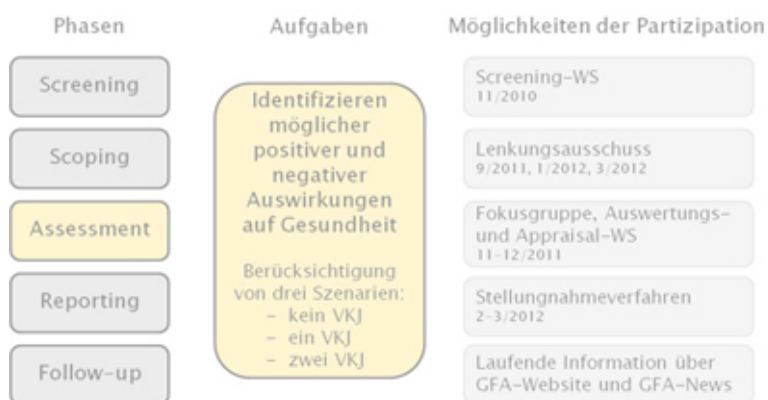 Phasen
Aufgaben
Möglichkeiten der Partizipation
Screening
Scoping
Assessment
Reporting
Follow-up
Identifizieren
möglicher
positiver und
negativer
Auswirkungen
auf Gesundheit
Berücksichtigung
von drei Szenarien:
- kein VKJ
- ein VKJ
- zwei VKJ
Screening-WS
11/2010
Lenkungsausschuss
9/2011, 1/2012, 3/2012
Fokusgruppe, Auswertungs-
und Appraisal-WS
11-12/2011
Stellungnahmeverfahren
2-3/2012
Laufende Information über
GFA-Website und GFA-News